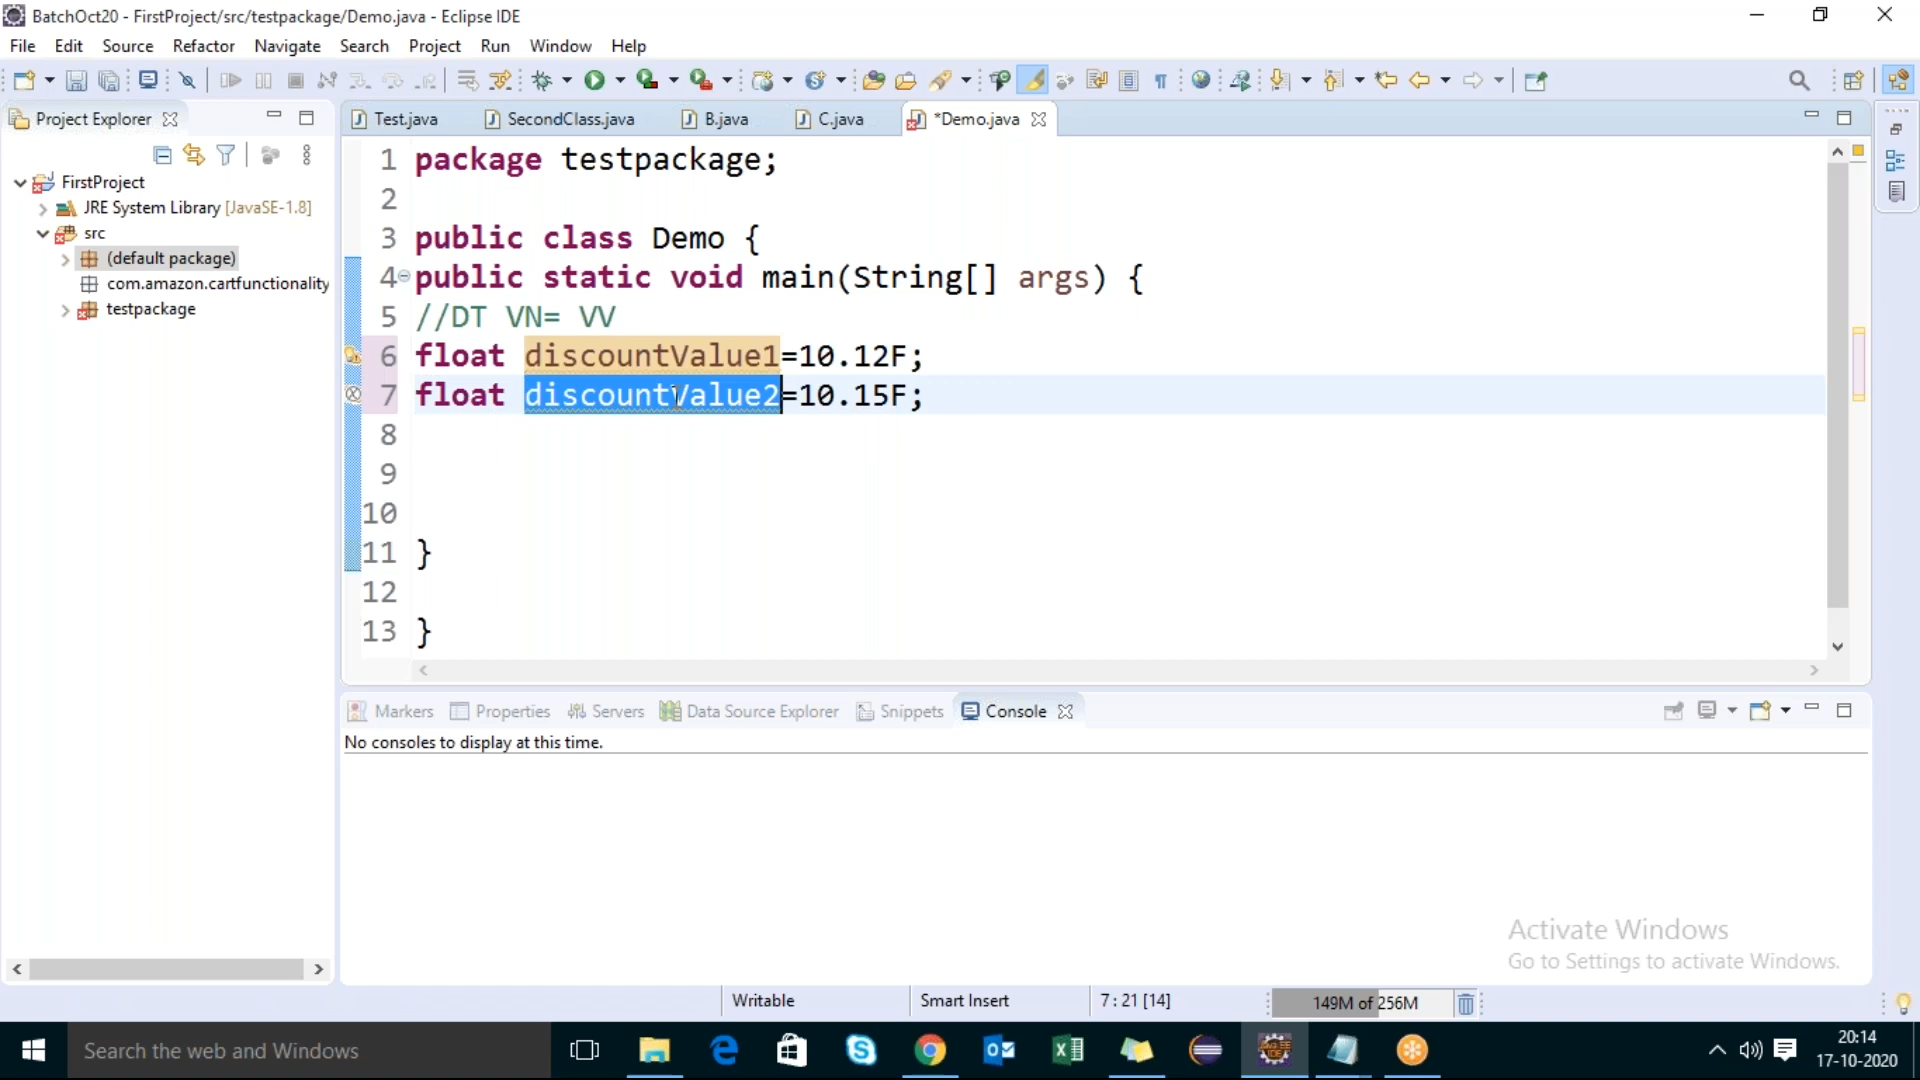 BatchOct20 - FirstProject/src/testpackage/Demo.java - Eclipse IDE
File Edit Source Refactor Navigate Search Project Run Window Help
Project Explorer
Test.java SecondClass.java B.java C.java *Demo.java
FirstProject
JRE System Library [JavaSE-1.8]
src
(default package)
com.amazon.cartfunctionality
testpackage
1 package testpackage;
2
3 public class Demo {
4 public static void main(String[] args) {
5 //DT VN= VV
6 float discountValue1=10.12F;
7 float discountValue2=10.15F;
8
9
10
11 }
12
13 }
Markers Properties Servers Data Source Explorer Snippets Console
No consoles to display at this time.
Activate Windows
Go to Settings to activate Windows.
Writable Smart Insert 7 : 21 [14] 149M of 256M
Search the web and Windows
20:14
17-10-2020